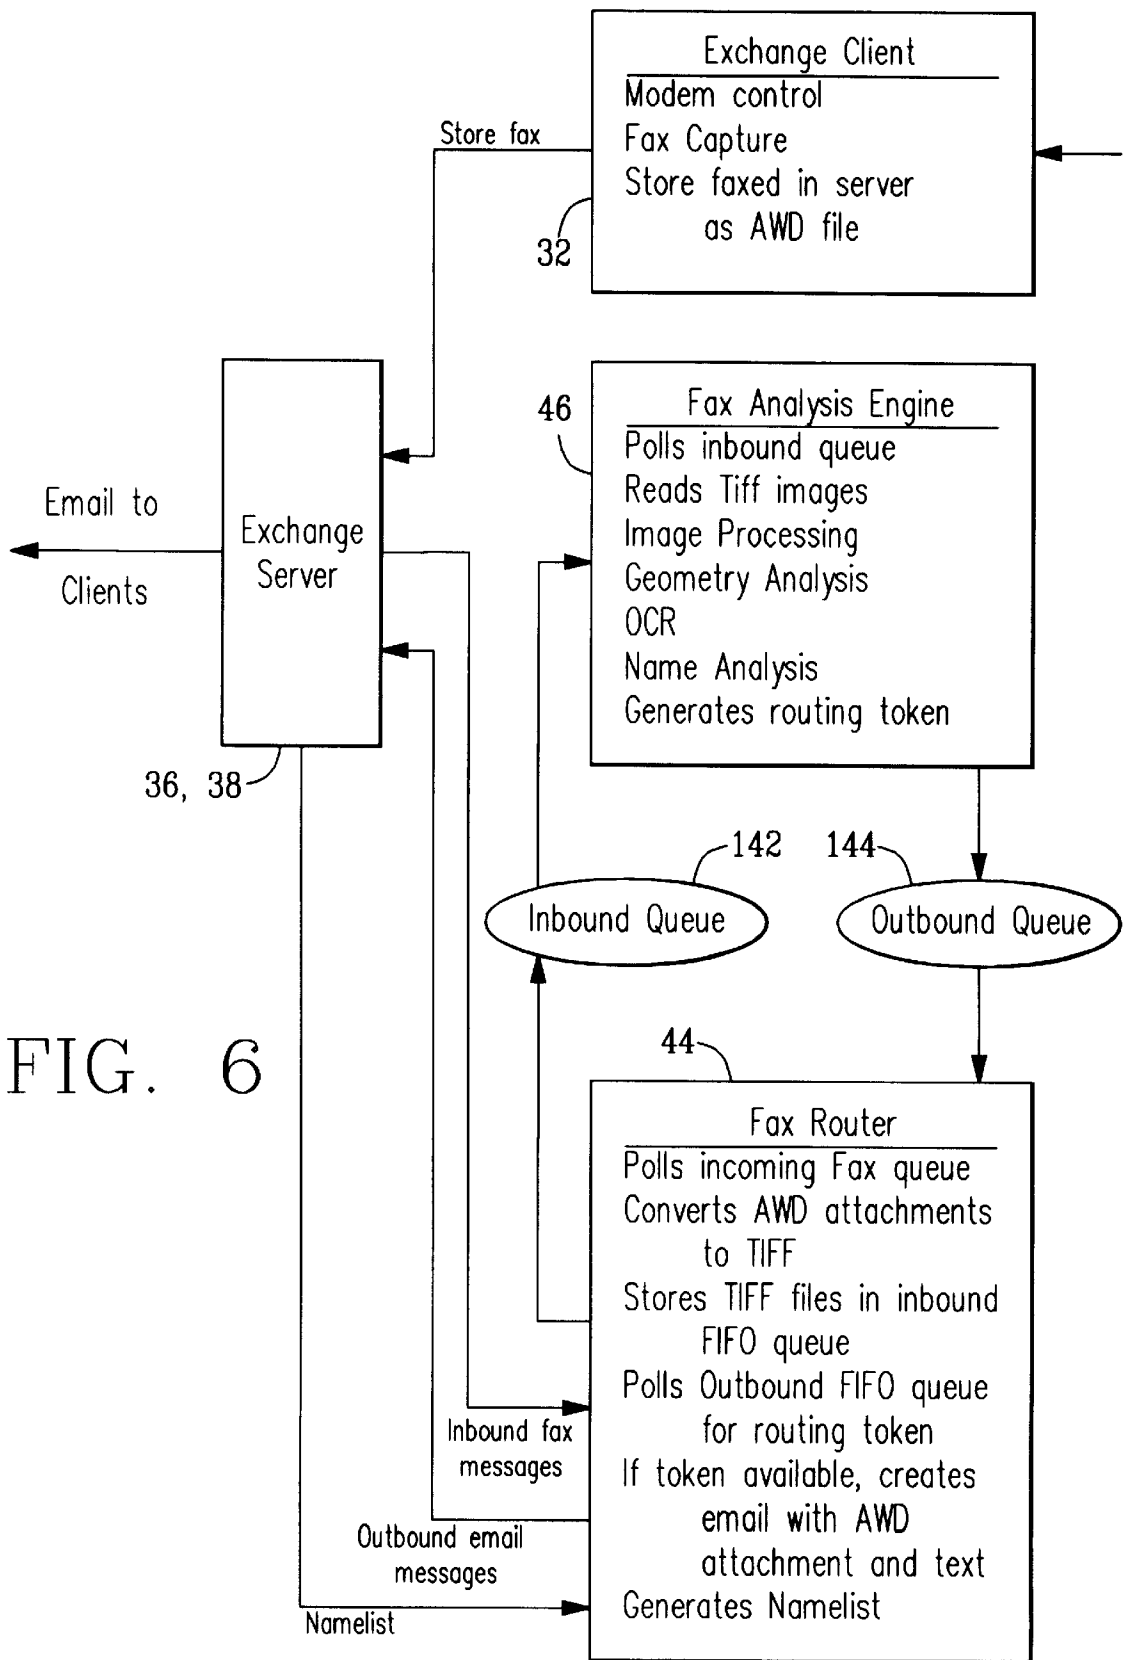 Exchange Client
Modem control
Fax Capture
Store faxed in server
as AWD file
Store fax
32
Fax Analysis Engine
Polls inbound queue
Reads Tiff images
Image Processing
Geometry Analysis
OCR
Name Analysis
Generates routing token
46
Email to
Clients
Exchange
Server
36, 38
142
144
Inbound Queue
Outbound Queue
FIG. 6
44
Fax Router
Polls incoming Fax queue
Converts AWD attachments
to TIFF
Stores TIFF files in inbound
FIFO queue
Polls Outbound FIFO queue
for routing token
If token available, creates
email with AWD
attachment and text
Generates Namelist
Inbound fax
messages
Outbound email
messages
Namelist